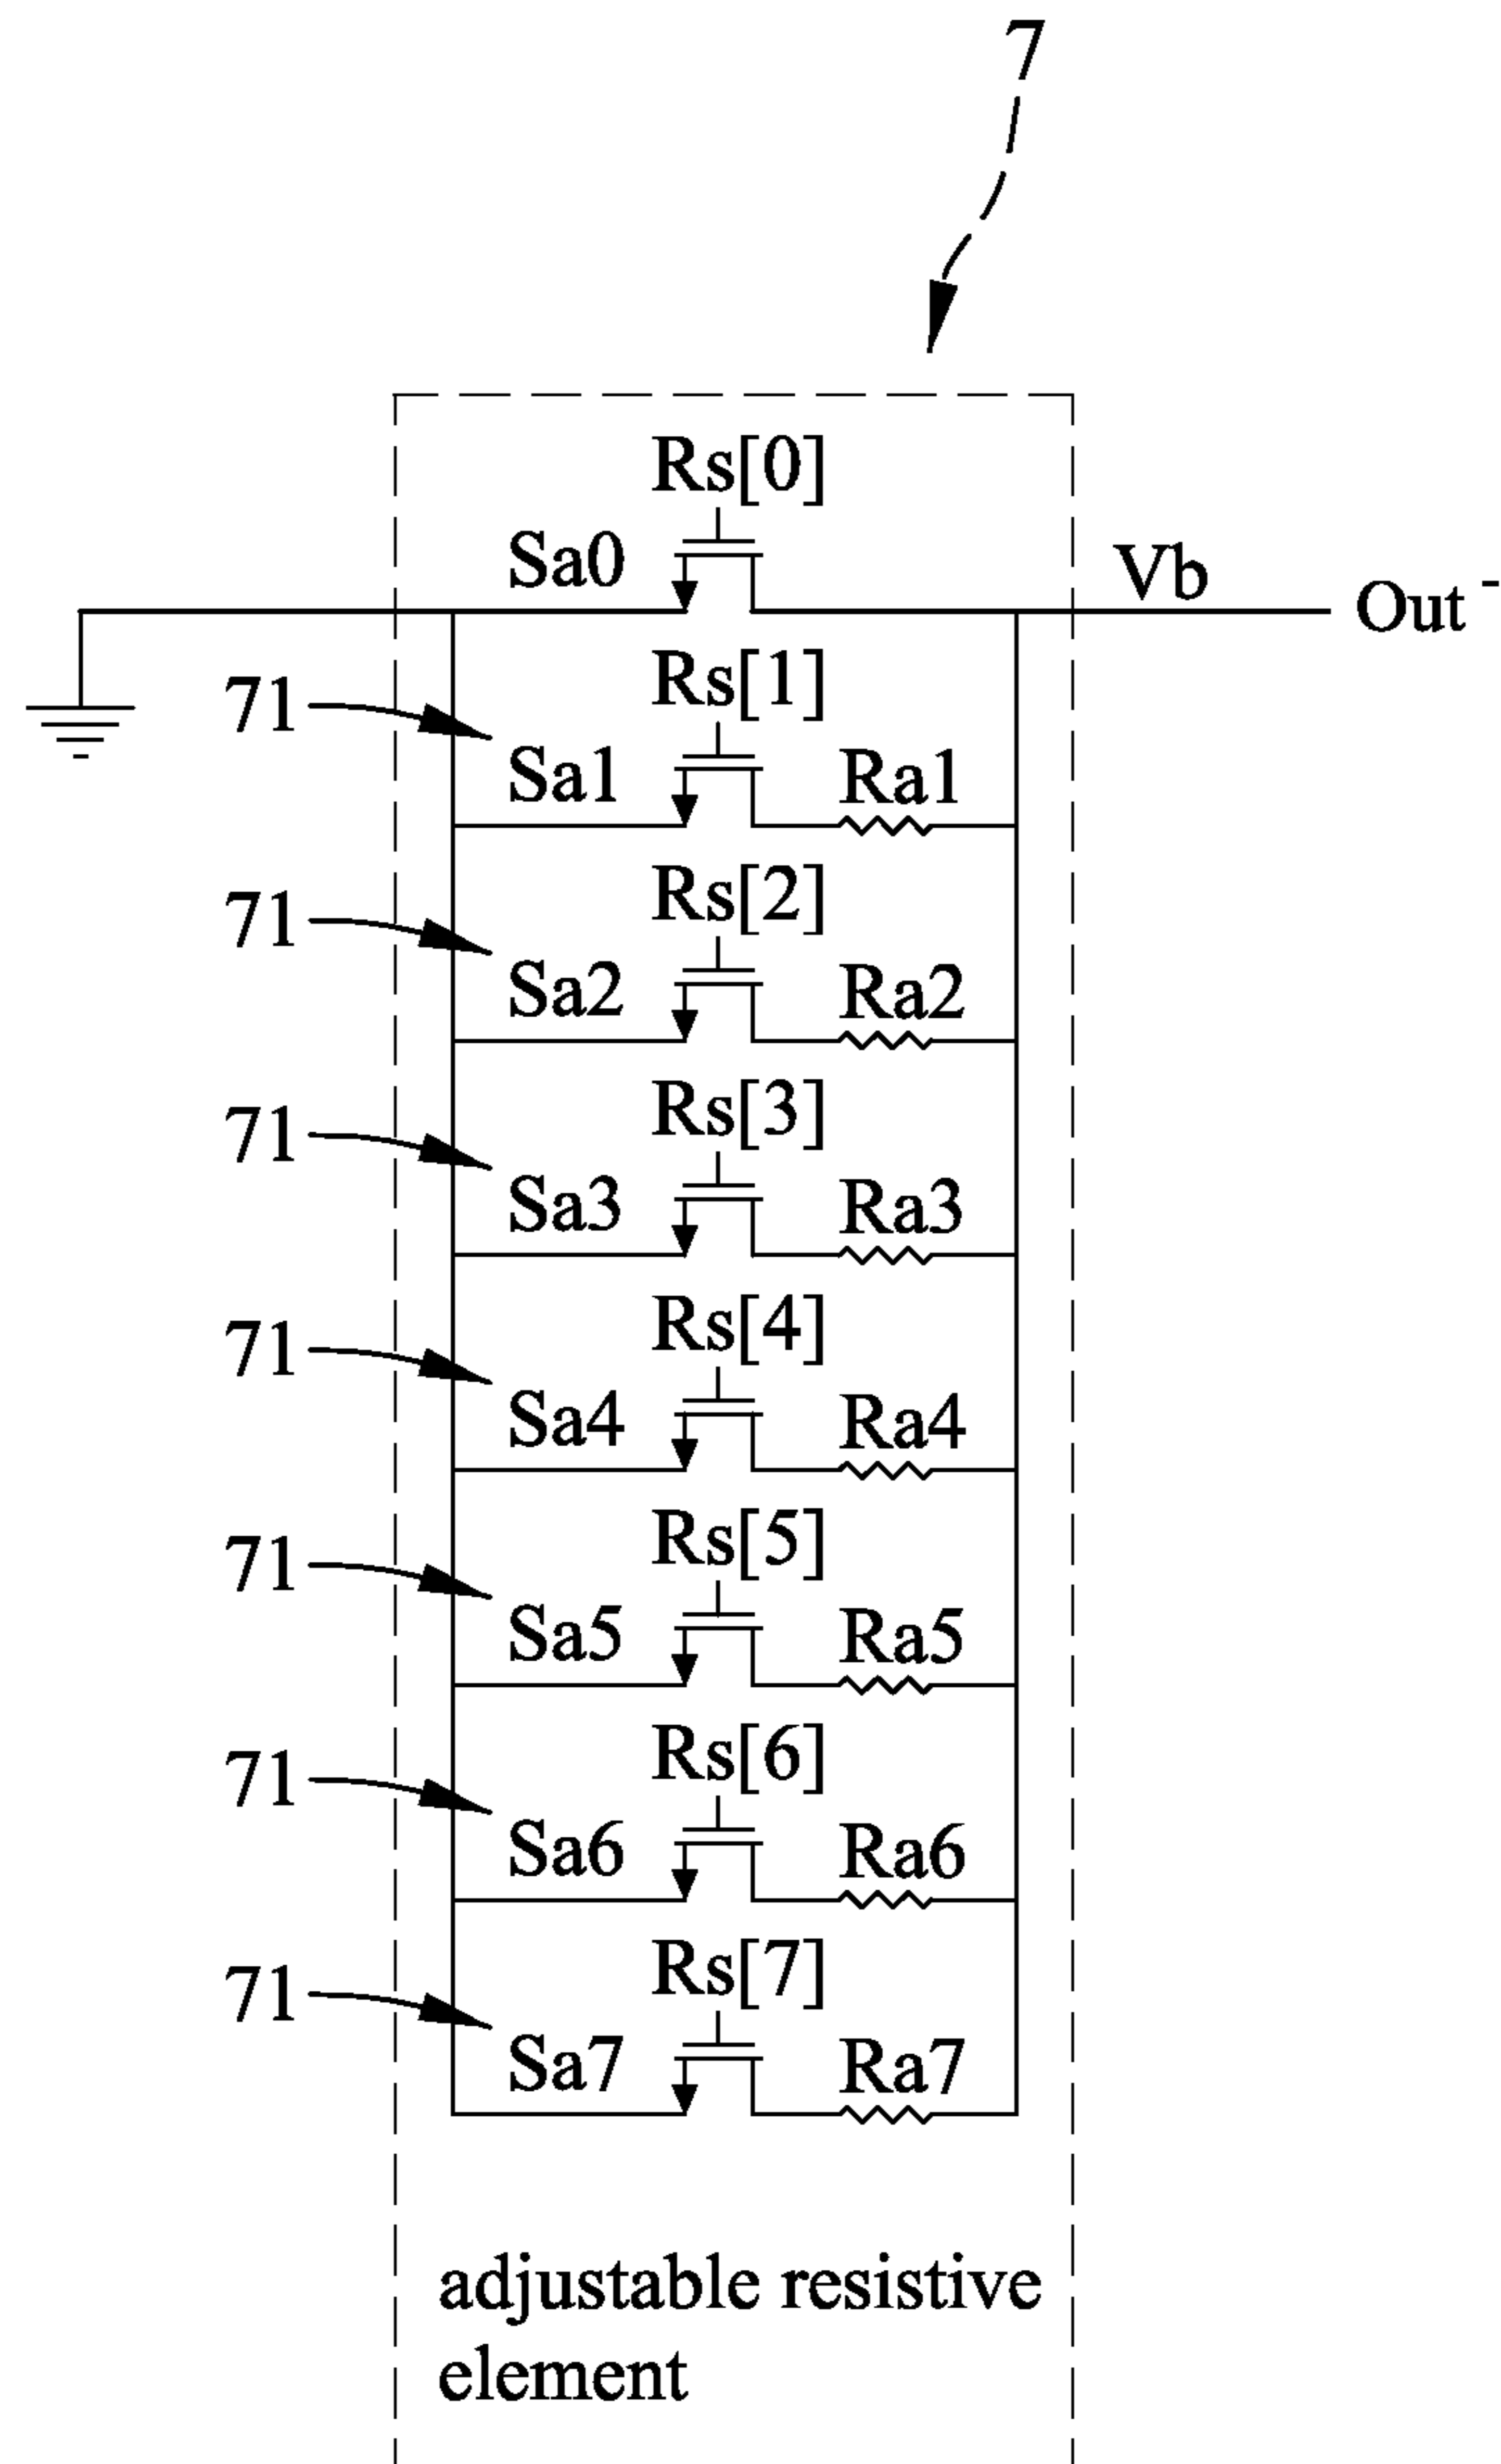 7
Rs[0]
Sa0
Vb
Out-
Rs[1]
71
Sa1
Ra1
Rs[2]
71
Sa2
Ra2
Rs[3]
71
Sa3
Ra3
Rs[4]
71
Sa4
Ra4
Rs[5]
71
Sa5
Ra5
Rs[6]
71
Sa6
Ra6
Rs[7]
71
Sa7
Ra7
adjustable resistive
element